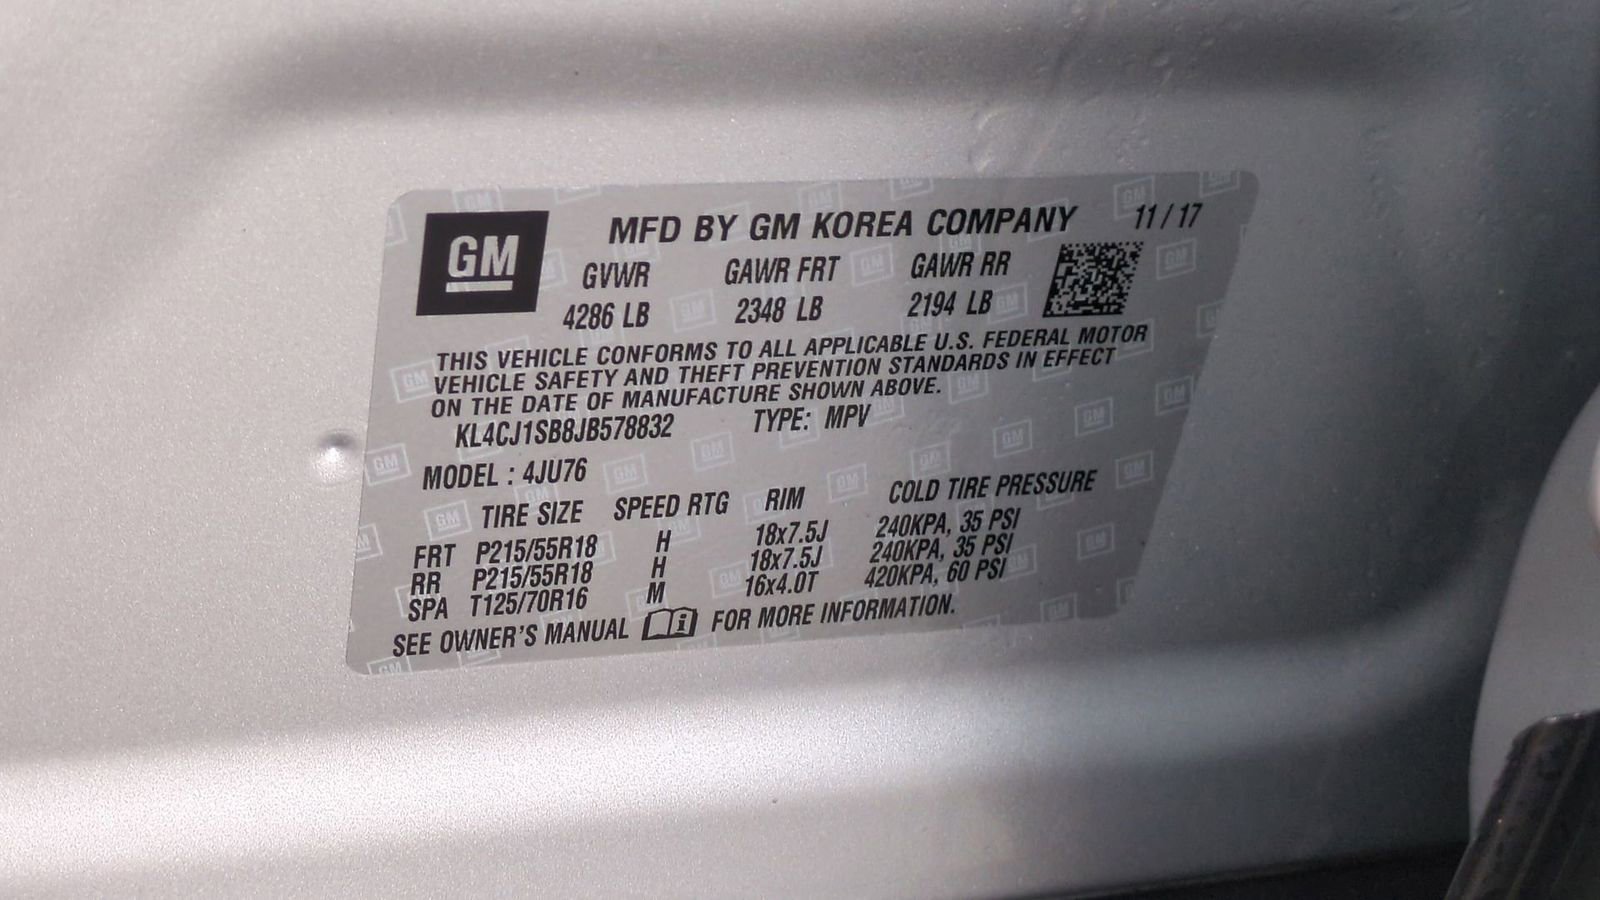 GM
MFD BY GM KOREA COMPANY 11 / 17
GVWR GAWR FRT GAWR RR
4286 LB 2348 LB 2194 LB
THIS VEHICLE CONFORMS TO ALL APPLICABLE U.S. FEDERAL MOTOR
VEHICLE SAFETY AND THEFT PREVENTION STANDARDS IN EFFECT
ON THE DATE OF MANUFACTURE SHOWN ABOVE.
KL4CJ1SB8JB578832 TYPE: MPV
MODEL : 4JU76
TIRE SIZE SPEED RTG RIM COLD TIRE PRESSURE
FRT P215/55R18 H 18x7.5J 240KPA, 35 PSI
RR P215/55R18 H 18x7.5J 240KPA, 35 PSI
SPA T125/70R16 M 16x4.0T 420KPA, 60 PSI
SEE OWNER'S MANUAL i FOR MORE INFORMATION.